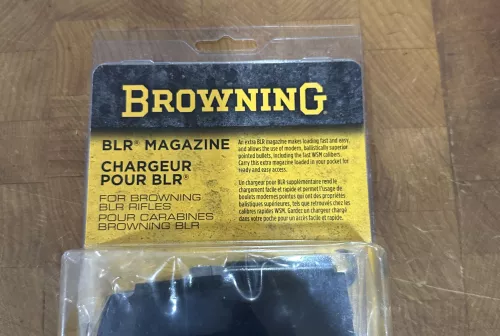 BROWNING
BLR® MAGAZINE
CHARGEUR
POUR BLR®
FOR BROWNING
BLR RIFLES
POUR CARABINES
BROWNING BLR
An extra BLR magazine makes loading fast and easy,
and allows the use of modern, ballistically superior
pointed bullets, including the fast WSM calibers.
Carry this extra magazine loaded in your pocket for
ready and easy access.
Un chargeur pour BLR supplémentaire rend le
chargement facile et rapide et permet l'usage de
boulets modernes pointus qui ont des propriétés
balistiques supérieures, tels que retrouvés chez les
calibres rapides WSM. Gardez un chargeur chargé
dans votre poche pour un accès facile et rapide.